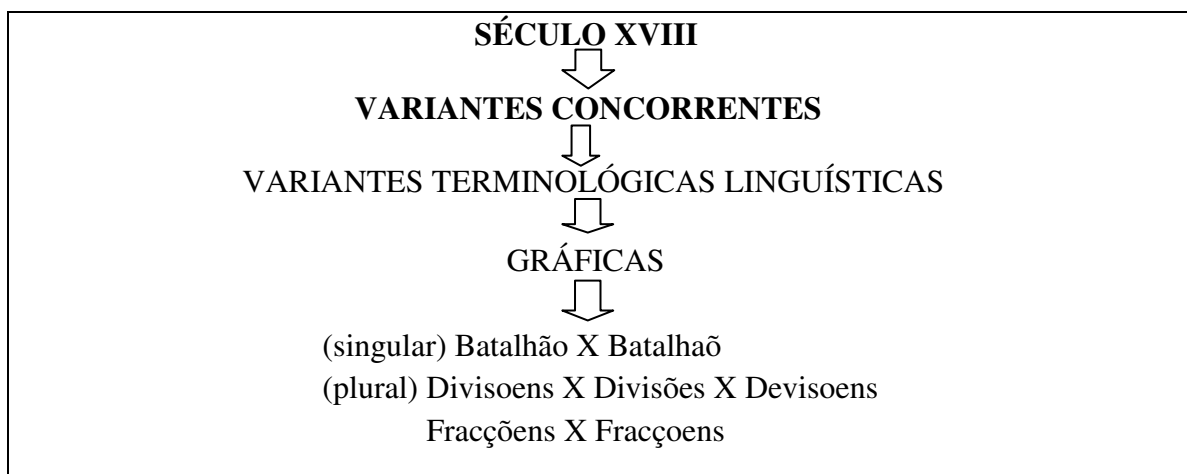 SÉCULO XVIII
VARIANTES CONCORRENTES
VARIANTES TERMINOLÓGICAS LINGUÍSTICAS
GRÁFICAS
(singular) Batalhão X Batalhaõ
(plural) Divisoens X Divisões X Devisoens
Fracçõens X Fracçoens